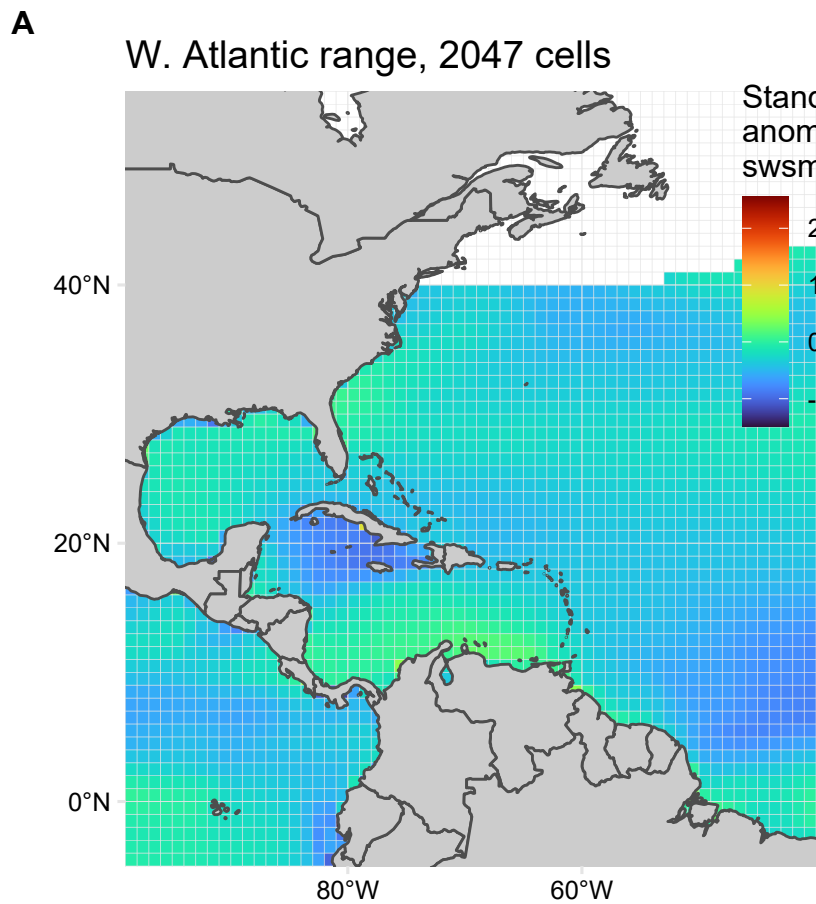 A
W. Atlantic range, 2047 cells
Stand
anom
swsm
2
1
0
-
40°N
20°N
0°N
80°W
60°W